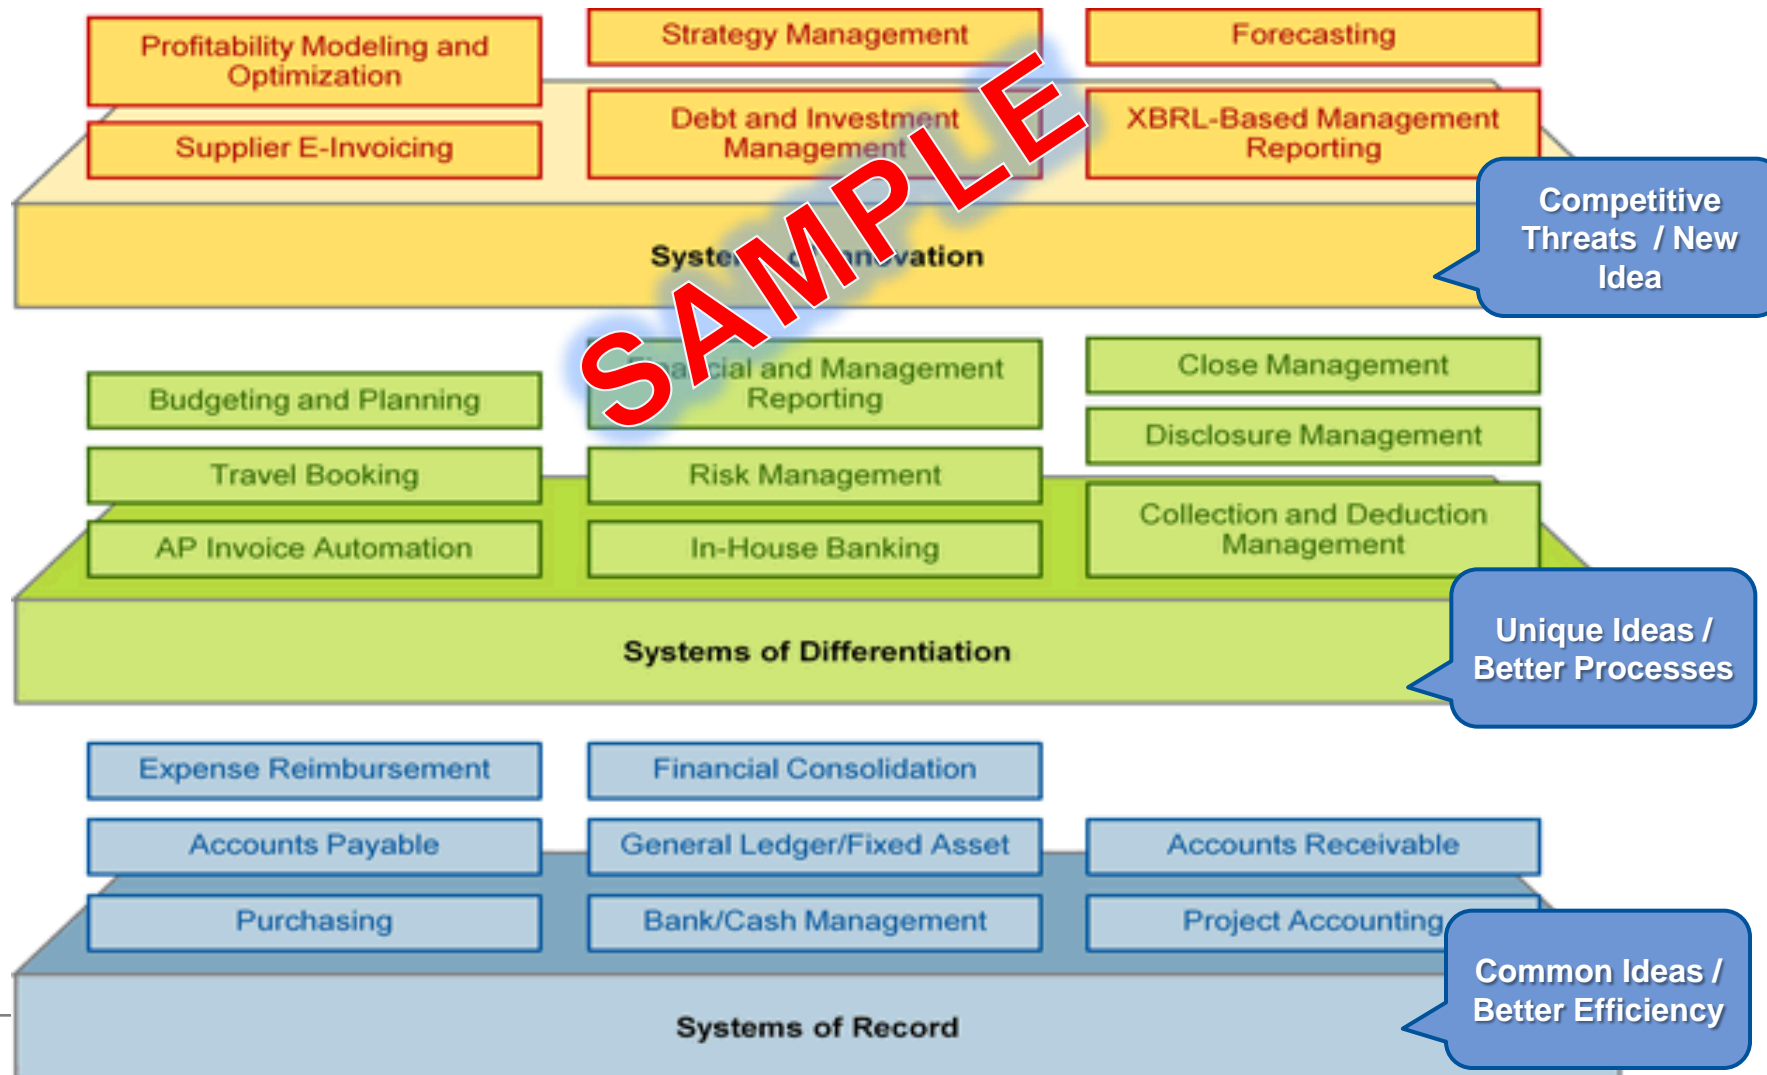 Profitability Modeling and
Optimization
Supplier E-Invoicing
Strategy Management
Debt and Investment
Management
Forecasting
XBRL-Based Management
Reporting
Systems of Innovation
Competitive
Threats / New
Idea
SAMPLE
Budgeting and Planning
Travel Booking
AP Invoice Automation
Financial and Management
Reporting
Risk Management
In-House Banking
Close Management
Disclosure Management
Collection and Deduction
Management
Systems of Differentiation
Unique Ideas /
Better Processes
Expense Reimbursement
Accounts Payable
Purchasing
Financial Consolidation
General Ledger/Fixed Asset
Bank/Cash Management
Accounts Receivable
Project Accounting
Systems of Record
Common Ideas /
Better Efficiency